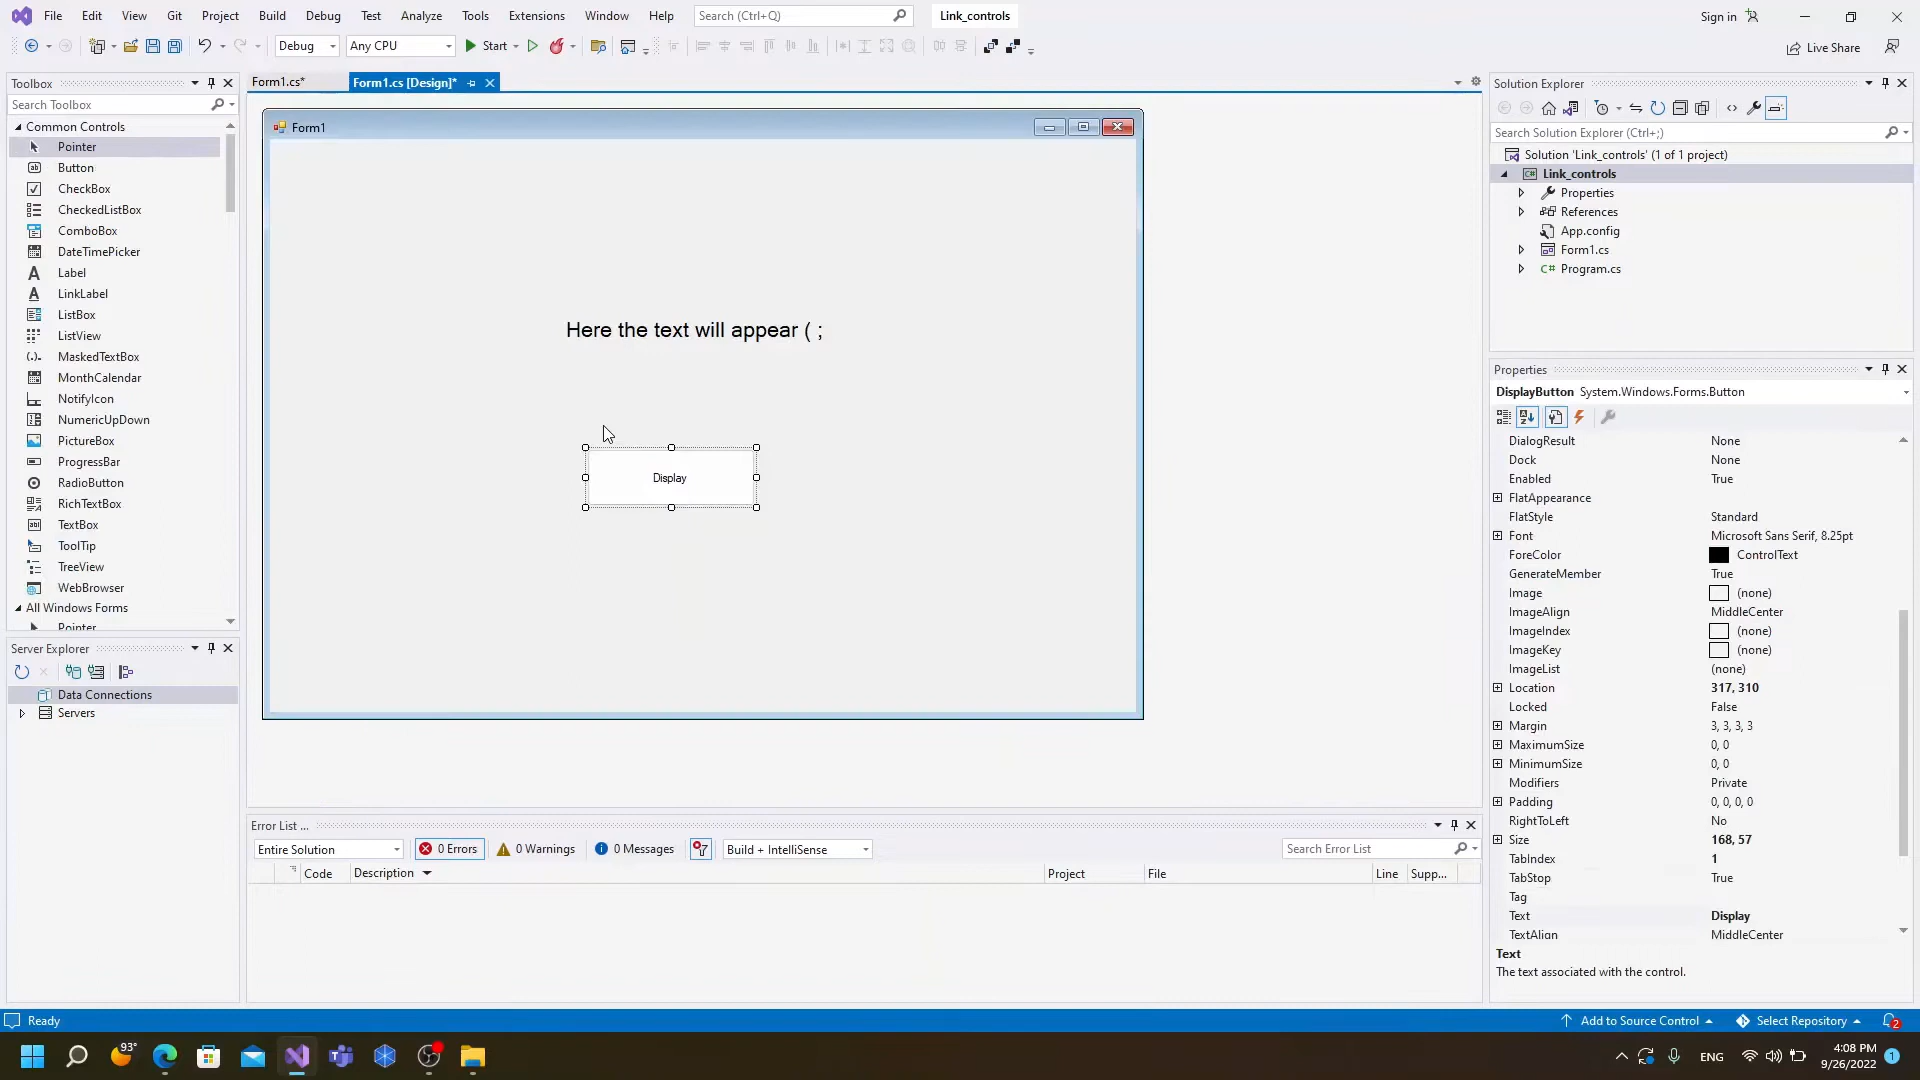 File Edit View Git Project Build Debug Test Analyze Tools Extensions Window Help Search (Ctrl+Q) Link_controls Sign in
Debug Any CPU Start Live Share
Toolbox
Search Toolbox
Common Controls
Pointer
Button
CheckBox
CheckedListBox
ComboBox
DateTimePicker
Label
LinkLabel
ListBox
ListView
MaskedTextBox
MonthCalendar
NotifyIcon
NumericUpDown
PictureBox
ProgressBar
RadioButton
RichTextBox
TextBox
ToolTip
TreeView
WebBrowser
All Windows Forms
Pointer
Server Explorer
Data Connections
Servers
Form1.cs* Form1.cs [Design]*
Form1
Here the text will appear ( ;
Display
Error List ...
Entire Solution 0 Errors 0 Warnings 0 Messages Build + IntelliSense Search Error List
Code Description Project File Line Supp...
Solution Explorer
Search Solution Explorer (Ctrl+;)
Solution 'Link_controls' (1 of 1 project)
Link_controls
Properties
References
App.config
Form1.cs
C# Program.cs
Properties
DisplayButton System.Windows.Forms.Button
DialogResult None
Dock None
Enabled True
FlatAppearance
FlatStyle Standard
Font Microsoft Sans Serif, 8.25pt
ForeColor ControlText
GenerateMember True
Image (none)
ImageAlign MiddleCenter
ImageIndex (none)
ImageKey (none)
ImageList (none)
Location 317, 310
Locked False
Margin 3, 3, 3, 3
MaximumSize 0, 0
MinimumSize 0, 0
Modifiers Private
Padding 0, 0, 0, 0
RightToLeft No
Size 168, 57
TabIndex 1
TabStop True
Tag
Text Display
TextAlign MiddleCenter
Text
The text associated with the control.
Ready Add to Source Control Select Repository 2
93° ENG 4:08 PM 1
9/26/2022